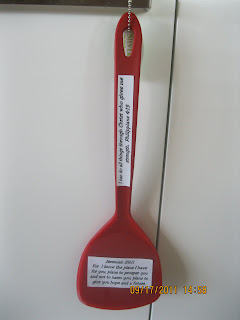 I can do all things through Christ who gives me
strength. Philippians 4:13
Jeremiah 29:11
For I know the plans I have
for you plans to prosper you
and not to harm you plans to
give you hope and a future
09/17/2011